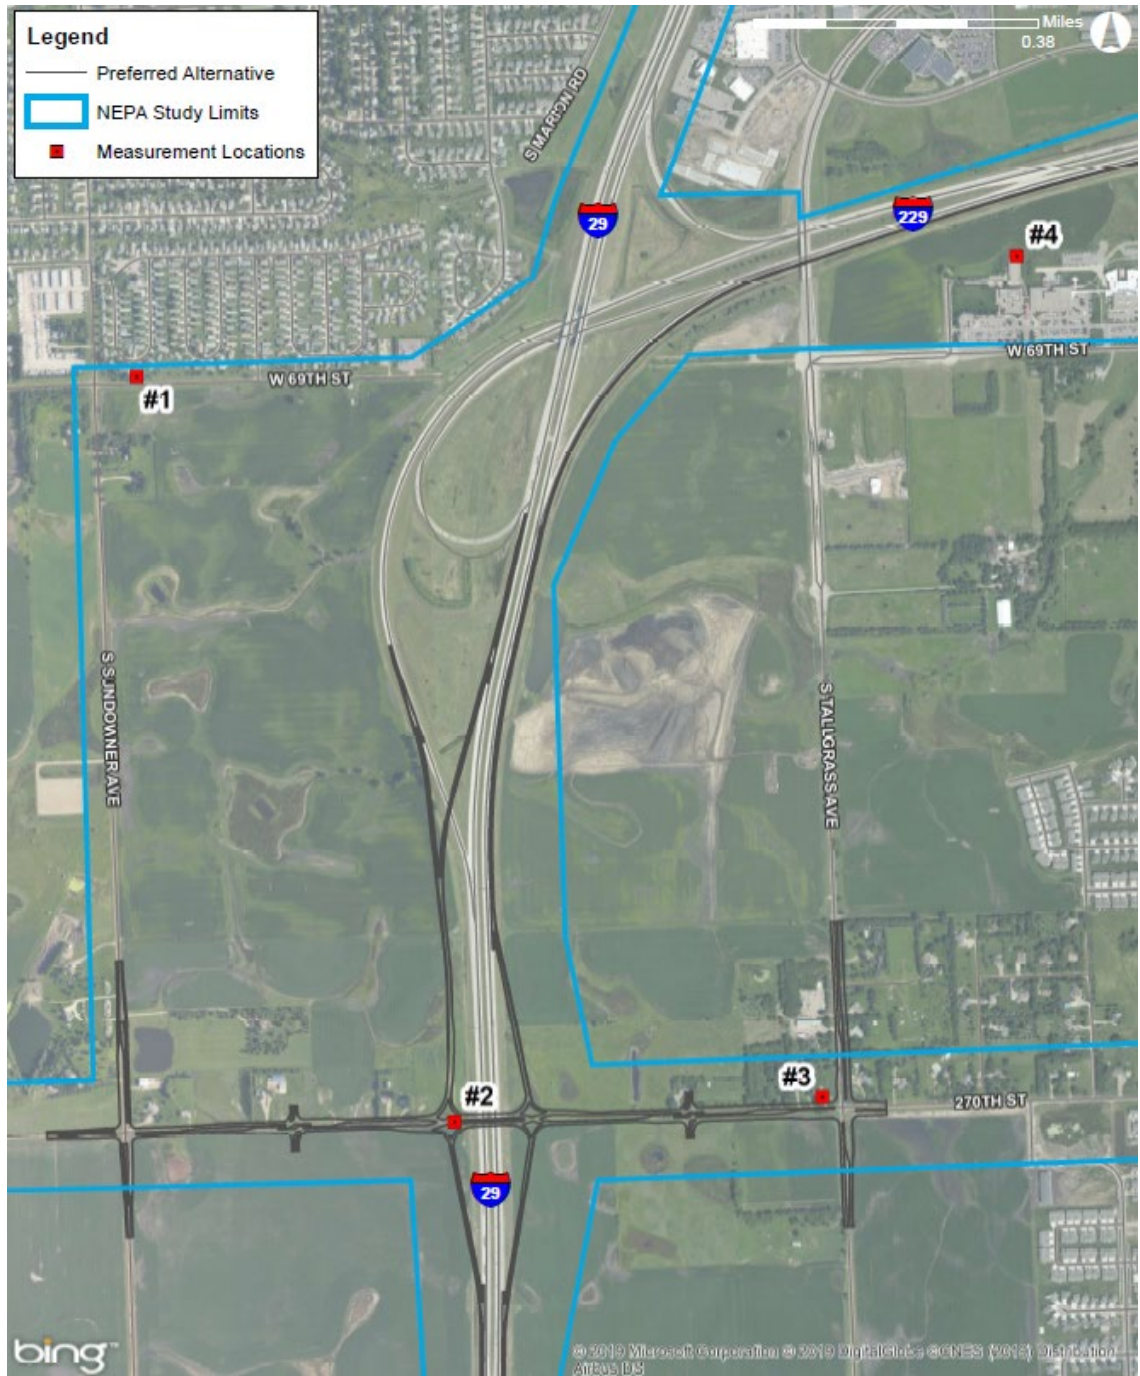 Legend
Preferred Alternative
NEPA Study Limits
Measurement Locations
Miles
0.38
S MARION RD
29
229
#4
W 69TH ST
W 69TH ST
#1
S SUNDOWNER AVE
S TALLGRASS AVE
#3
#2
270TH ST
29
bing™
© 2019 Microsoft Corporation © 2019 DigitalGlobe ©CNES (2019) Distribution
Airbus DS